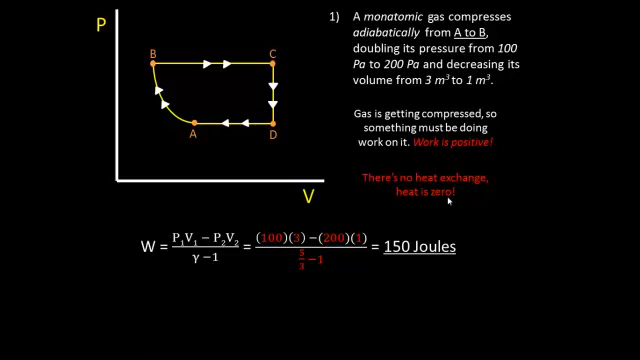 P
1) A monatomic gas compresses
adiabatically from A to B,
doubling its pressure from 100
Pa to 200 Pa and decreasing its
volume from 3 m³ to 1 m³.
B
C
A
D
V
Gas is getting compressed, so
something must be doing
work on it. Work is positive!
There's no heat exchange,
heat is zero!
W = (P₁V₁ − P₂V₂)/(γ −1) = ((100)(3) −(200)(1))/(5/3 −1) = 150 Joules